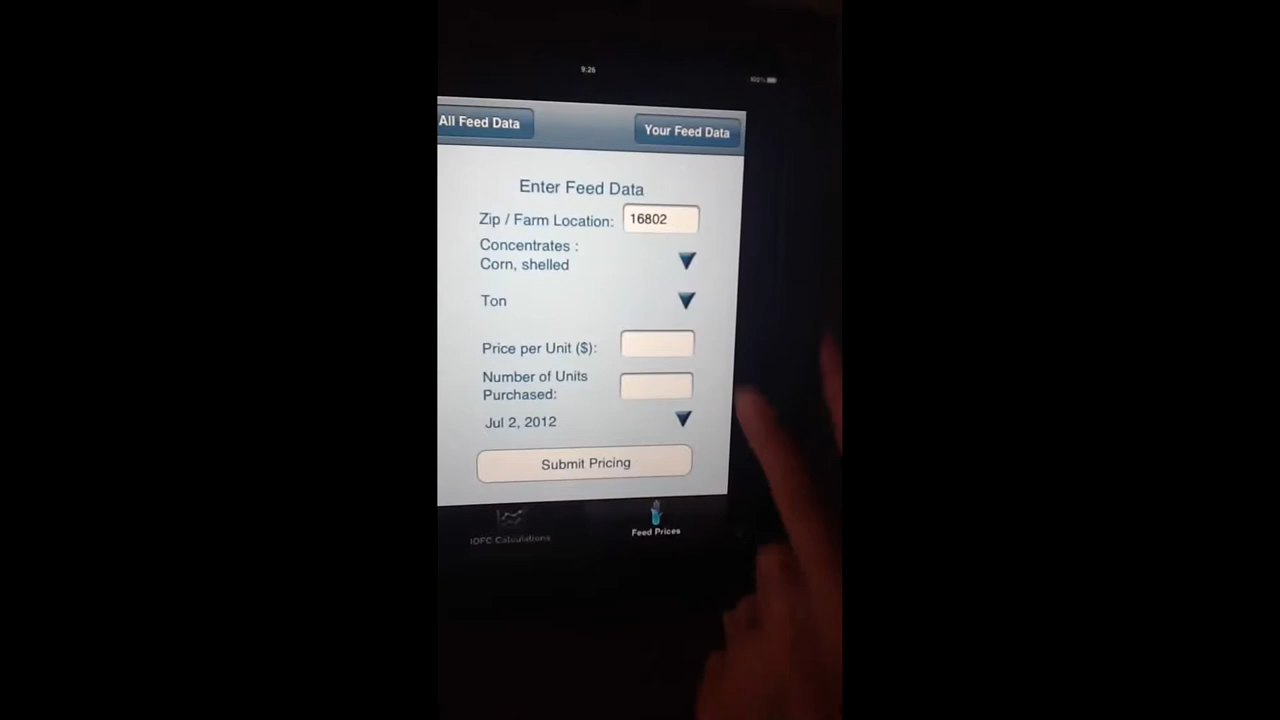 9:26
100%
All Feed Data
Your Feed Data
Enter Feed Data
Zip / Farm Location: 16802
Concentrates :
Corn, shelled
Ton
Price per Unit ($):
Number of Units
Purchased:
Jul 2, 2012
Submit Pricing
IOFC Calculations
Feed Prices